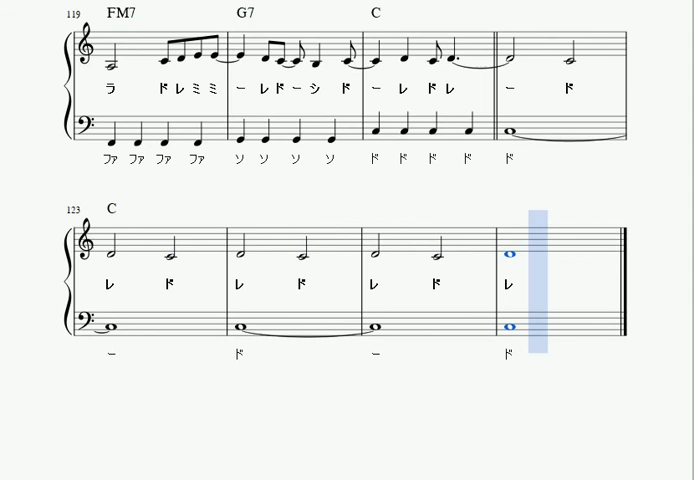 119 FM7 G7 C
ラ ドレミミ ーレドーシ ド ー レ ドレ ー ド
ファ ファ ファ ファ ソ ソ ソ ソ ド ド ド ド ド
123 C
レ ド レ ド レ ド レ
ー ド ー ド